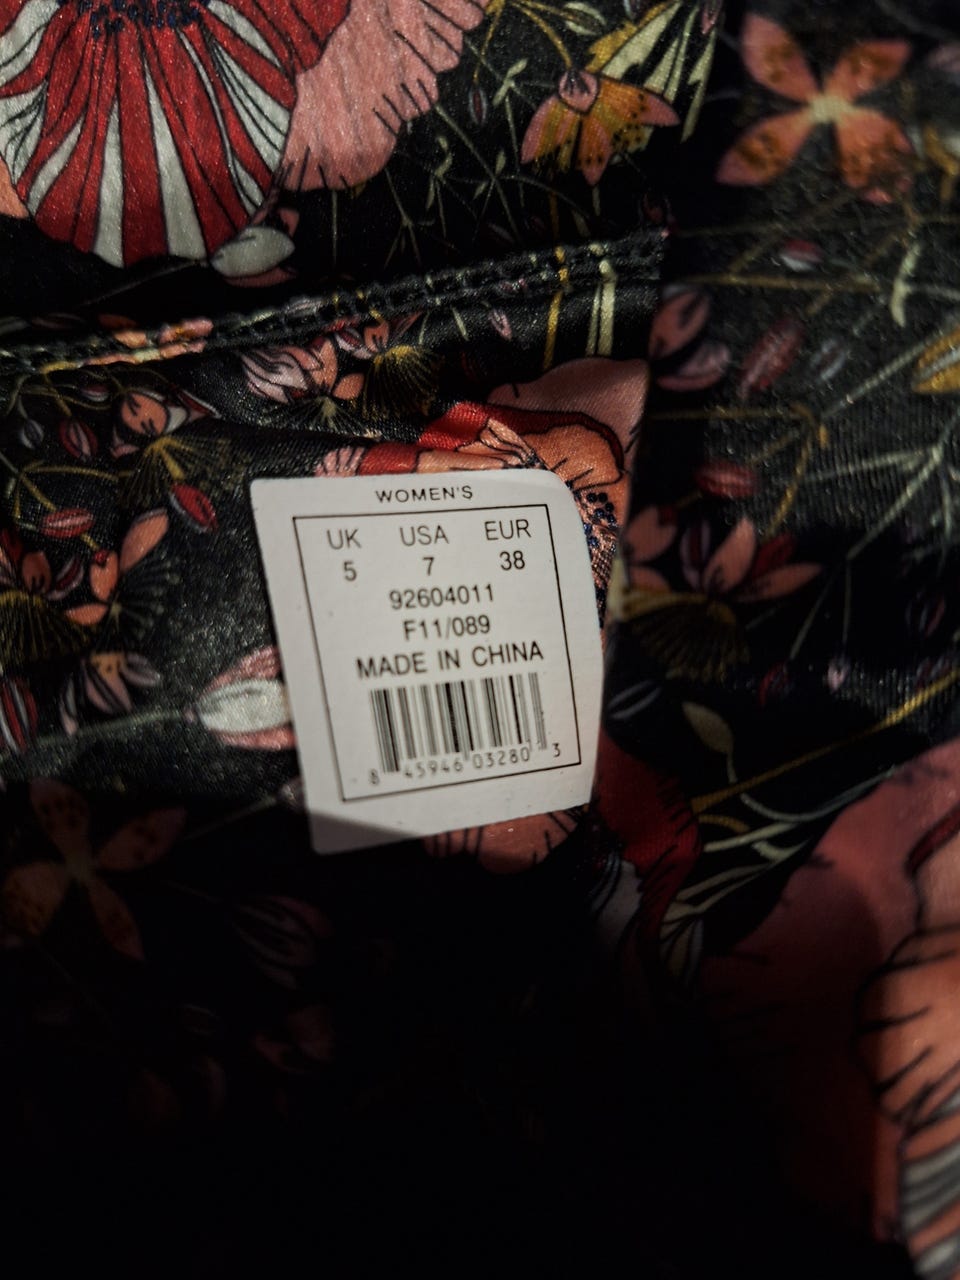 WOMEN'S
UK USA EUR
5 7 38
92604011
F11/089
MADE IN CHINA
8 45946 03280 3